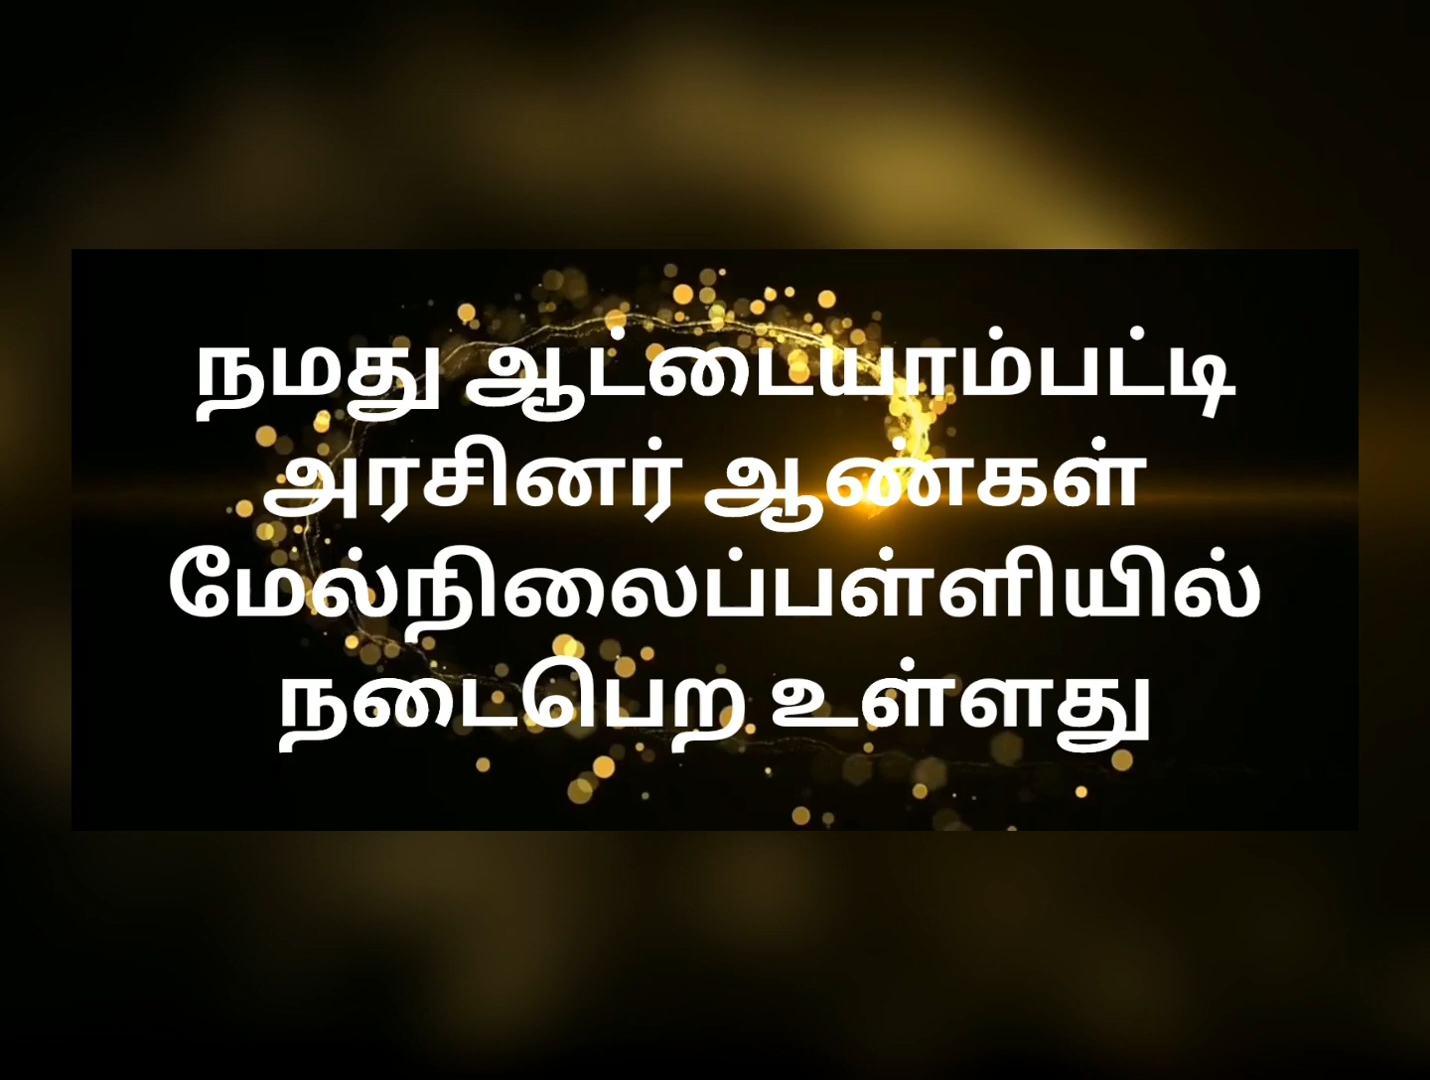 நமது ஆட்டையாம்பட்டி
அரசினர் ஆண்கள்
மேல்நிலைப்பள்ளியில்
நடைபெற உள்ளது